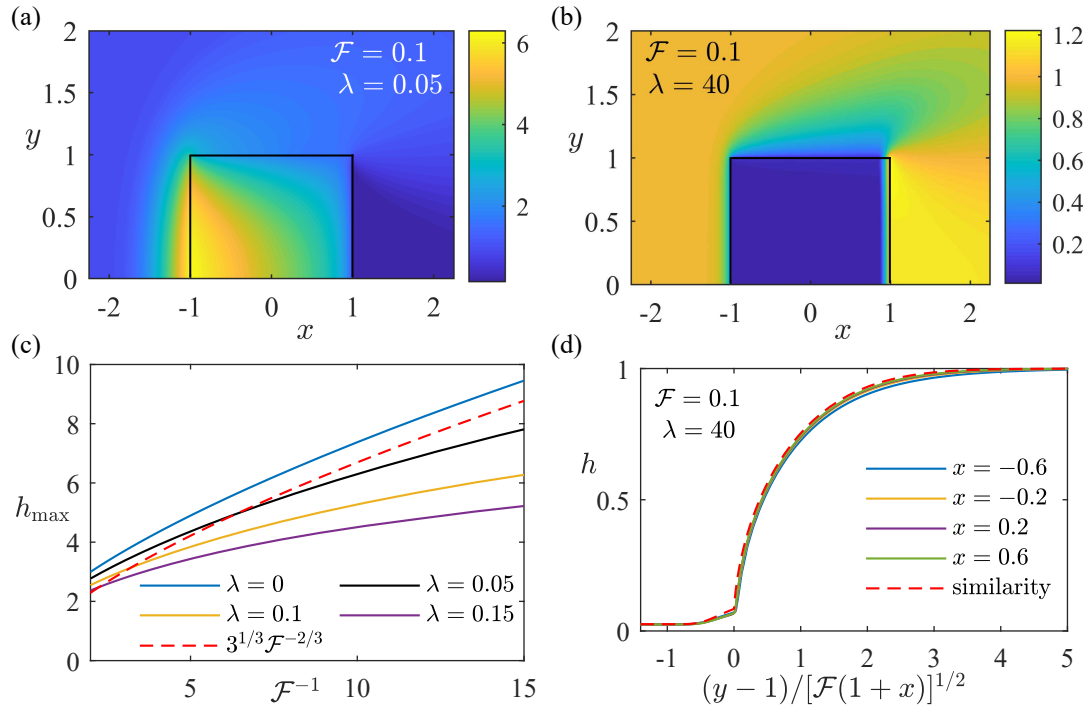 (a)
ℱ = 0.1
λ = 0.05
y
2
1.5
1
0.5
0
-2 -1 0 1 2
x
6
4
2
(b)
ℱ = 0.1
λ = 40
y
2
1.5
1
0.5
0
-2 -1 0 1 2
x
1.2
1
0.8
0.6
0.4
0.2
(c)
h_max
10
8
6
4
2
0
λ = 0 λ = 0.05
λ = 0.1 λ = 0.15
3^{1/3}ℱ^{-2/3}
5 10 15
ℱ^{-1}
(d)
ℱ = 0.1
λ = 40
h
1
0.5
0
x = −0.6
x = −0.2
x = 0.2
x = 0.6
similarity
-1 0 1 2 3 4 5
(y − 1)/[ℱ(1 + x)]^{1/2}